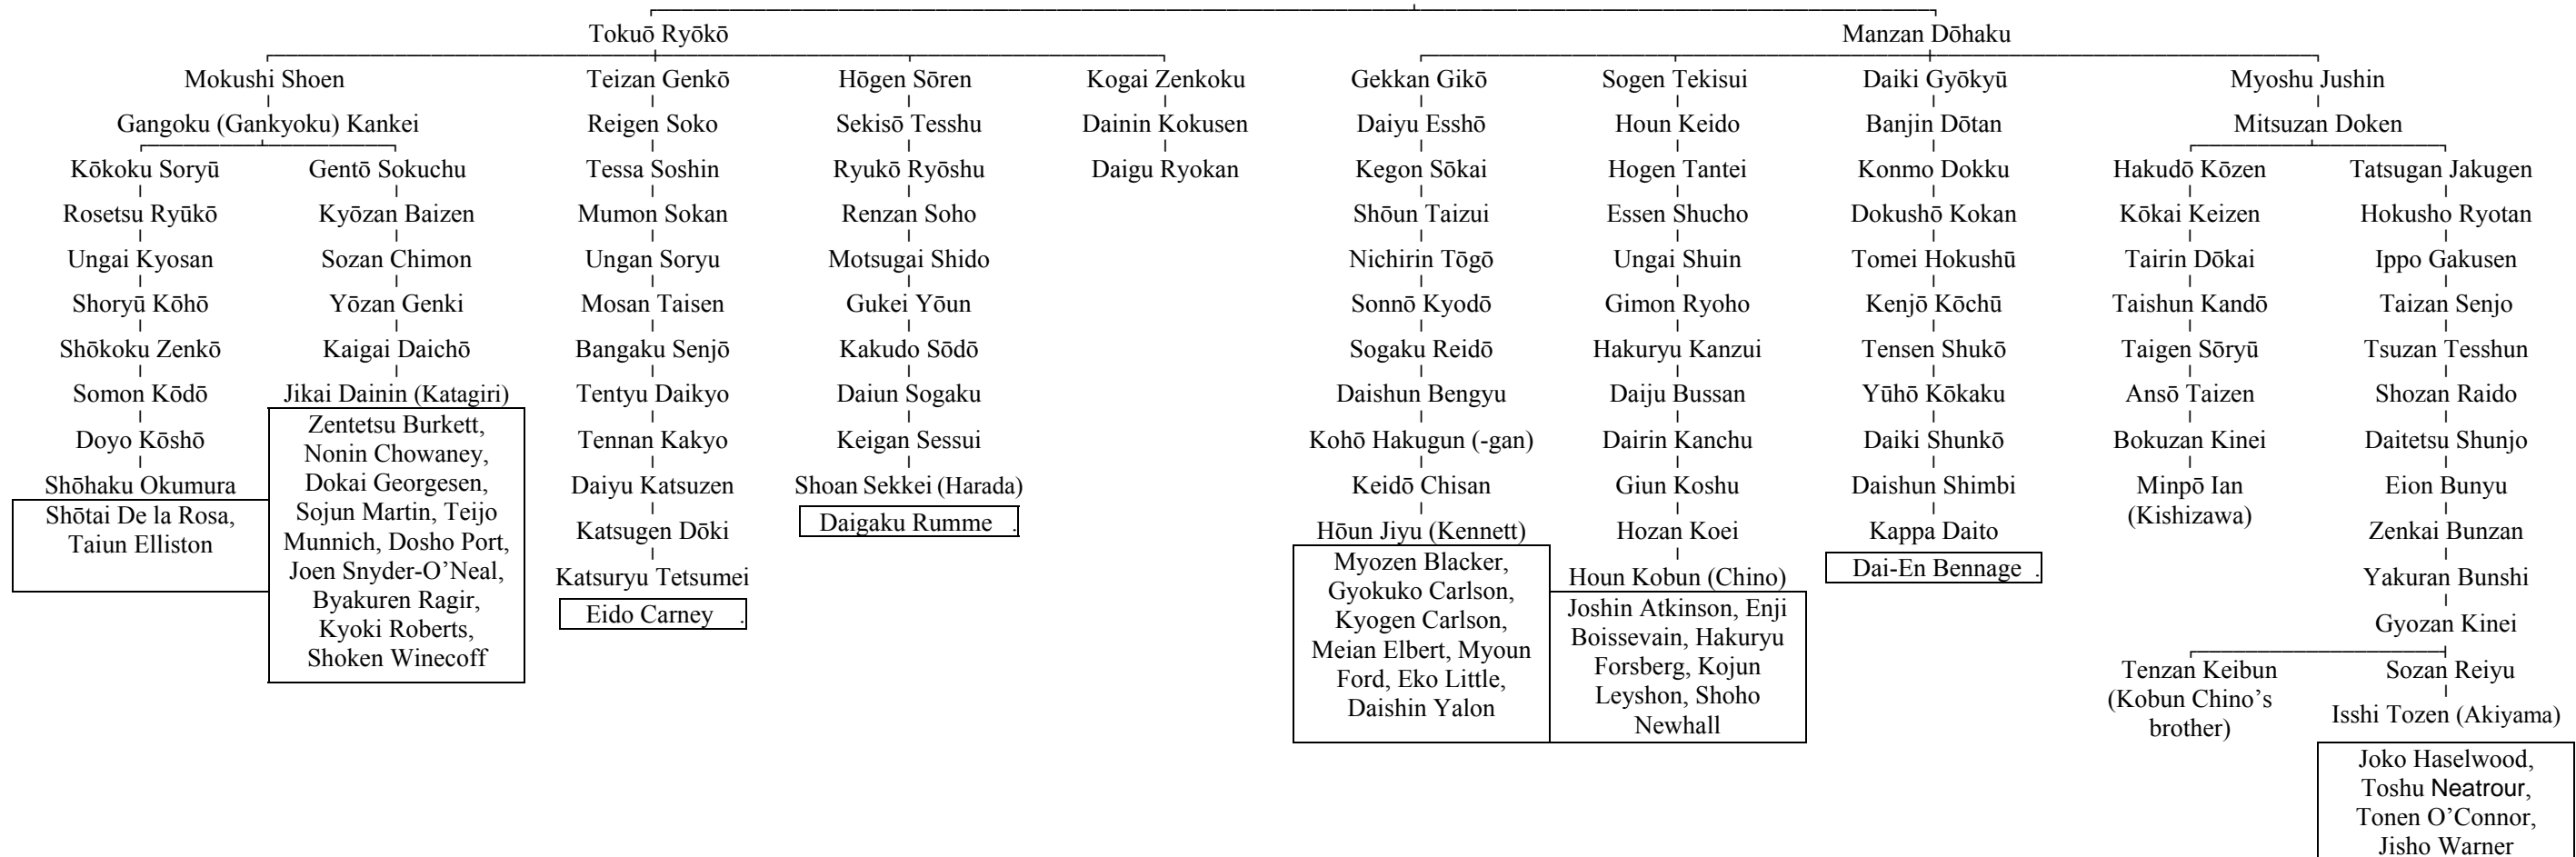 Tokuō Ryōkō
Manzan Dōhaku
Mokushi Shoen
Teizan Genkō
Hōgen Sōren
Kogai Zenkoku
Gekkan Gikō
Sogen Tekisui
Daiki Gyōkyū
Myoshu Jushin
Gangoku (Gankyoku) Kankei
Reigen Soko
Sekisō Tesshu
Dainin Kokusen
Daiyu Esshō
Houn Keido
Banjin Dōtan
Mitsuzan Doken
Kōkoku Soryū
Gentō Sokuchu
Tessa Soshin
Ryukō Ryōshu
Daigu Ryokan
Kegon Sōkai
Hogen Tantei
Konmo Dokku
Hakudō Kōzen
Tatsugan Jakugen
Rosetsu Ryūkō
Kyōzan Baizen
Mumon Sokan
Renzan Soho
Shōun Taizui
Essen Shucho
Dokushō Kokan
Kōkai Keizen
Hokusho Ryotan
Ungai Kyosan
Sozan Chimon
Ungan Soryu
Motsugai Shido
Nichirin Tōgō
Ungai Shuin
Tomei Hokushū
Tairin Dōkai
Ippo Gakusen
Shoryū Kōhō
Yōzan Genki
Mosan Taisen
Gukei Yōun
Sonnō Kyodō
Gimon Ryoho
Kenjō Kōchū
Taishun Kandō
Taizan Senjo
Shōkoku Zenkō
Kaigai Daichō
Bangaku Senjō
Kakudo Sōdō
Sogaku Reidō
Hakuryu Kanzui
Tensen Shukō
Taigen Sōryū
Tsuzan Tesshun
Somon Kōdō
Jikai Dainin (Katagiri)
Tentyu Daikyo
Daiun Sogaku
Daishun Bengyu
Daiju Bussan
Yūhō Kōkaku
Ansō Taizen
Shozan Raido
Zentetsu Burkett,
Nonin Chowaney,
Dokai Georgesen,
Sojun Martin, Teijo
Munnich, Dosho Port,
Joen Snyder-O’Neal,
Byakuren Ragir,
Kyoki Roberts,
Shoken Winecoff
Doyo Kōshō
Tennan Kakyo
Keigan Sessui
Kohō Hakugun (-gan)
Dairin Kanchu
Daiki Shunkō
Bokuzan Kinei
Daitetsu Shunjo
Shōhaku Okumura
Shōtai De la Rosa,
Taiun Elliston
Daiyu Katsuzen
Shoan Sekkei (Harada)
Daigaku Rumme .
Keidō Chisan
Giun Koshu
Daishun Shimbi
Minpō Ian
(Kishizawa)
Eion Bunyu
Katsugen Dōki
Hōun Jiyu (Kennett)
Myozen Blacker,
Gyokuko Carlson,
Kyogen Carlson,
Meian Elbert, Myoun
Ford, Eko Little,
Daishin Yalon
Hozan Koei
Kappa Daito
Dai-En Bennage .
Zenkai Bunzan
Katsuryu Tetsumei
Eido Carney .
Houn Kobun (Chino)
Joshin Atkinson, Enji
Boissevain, Hakuryu
Forsberg, Kojun
Leyshon, Shoho
Newhall
Yakuran Bunshi
Gyozan Kinei
Tenzan Keibun
(Kobun Chino’s
brother)
Sozan Reiyu
Isshi Tozen (Akiyama)
Joko Haselwood,
Toshu Neatrour,
Tonen O’Connor,
Jisho Warner